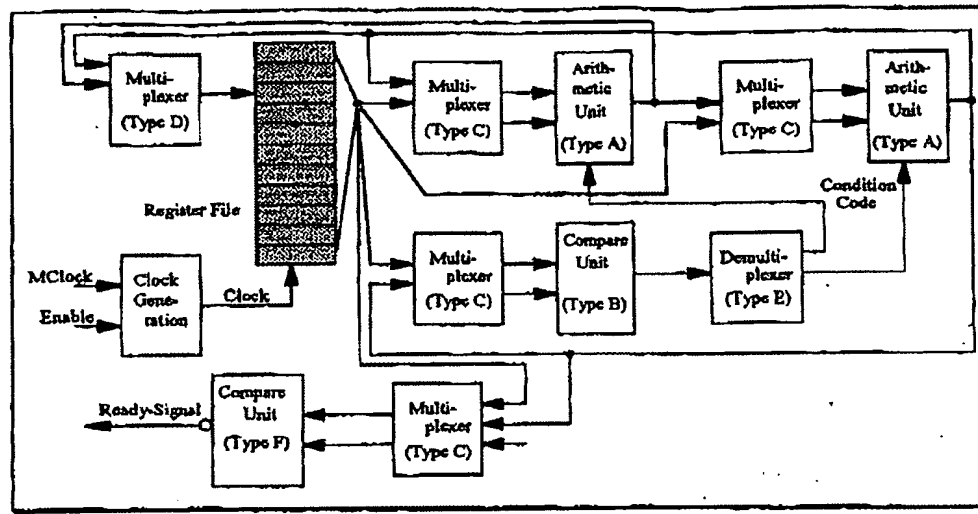 Multi-
plexer
(Type D)
Multi-
plexer
(Type C)
Arith-
metic
Unit
(Type A)
Multi-
plexer
(Type C)
Arith-
metic
Unit
(Type A)
Register File
Condition
Code
MClock
Enable
Clock
Gene-
ration
Clock
Multi-
plexer
(Type C)
Compare
Unit
(Type B)
Demulti-
plexer
(Type E)
Ready-Signal
Compare
Unit
(Type F)
Multi-
plexer
(Type C)